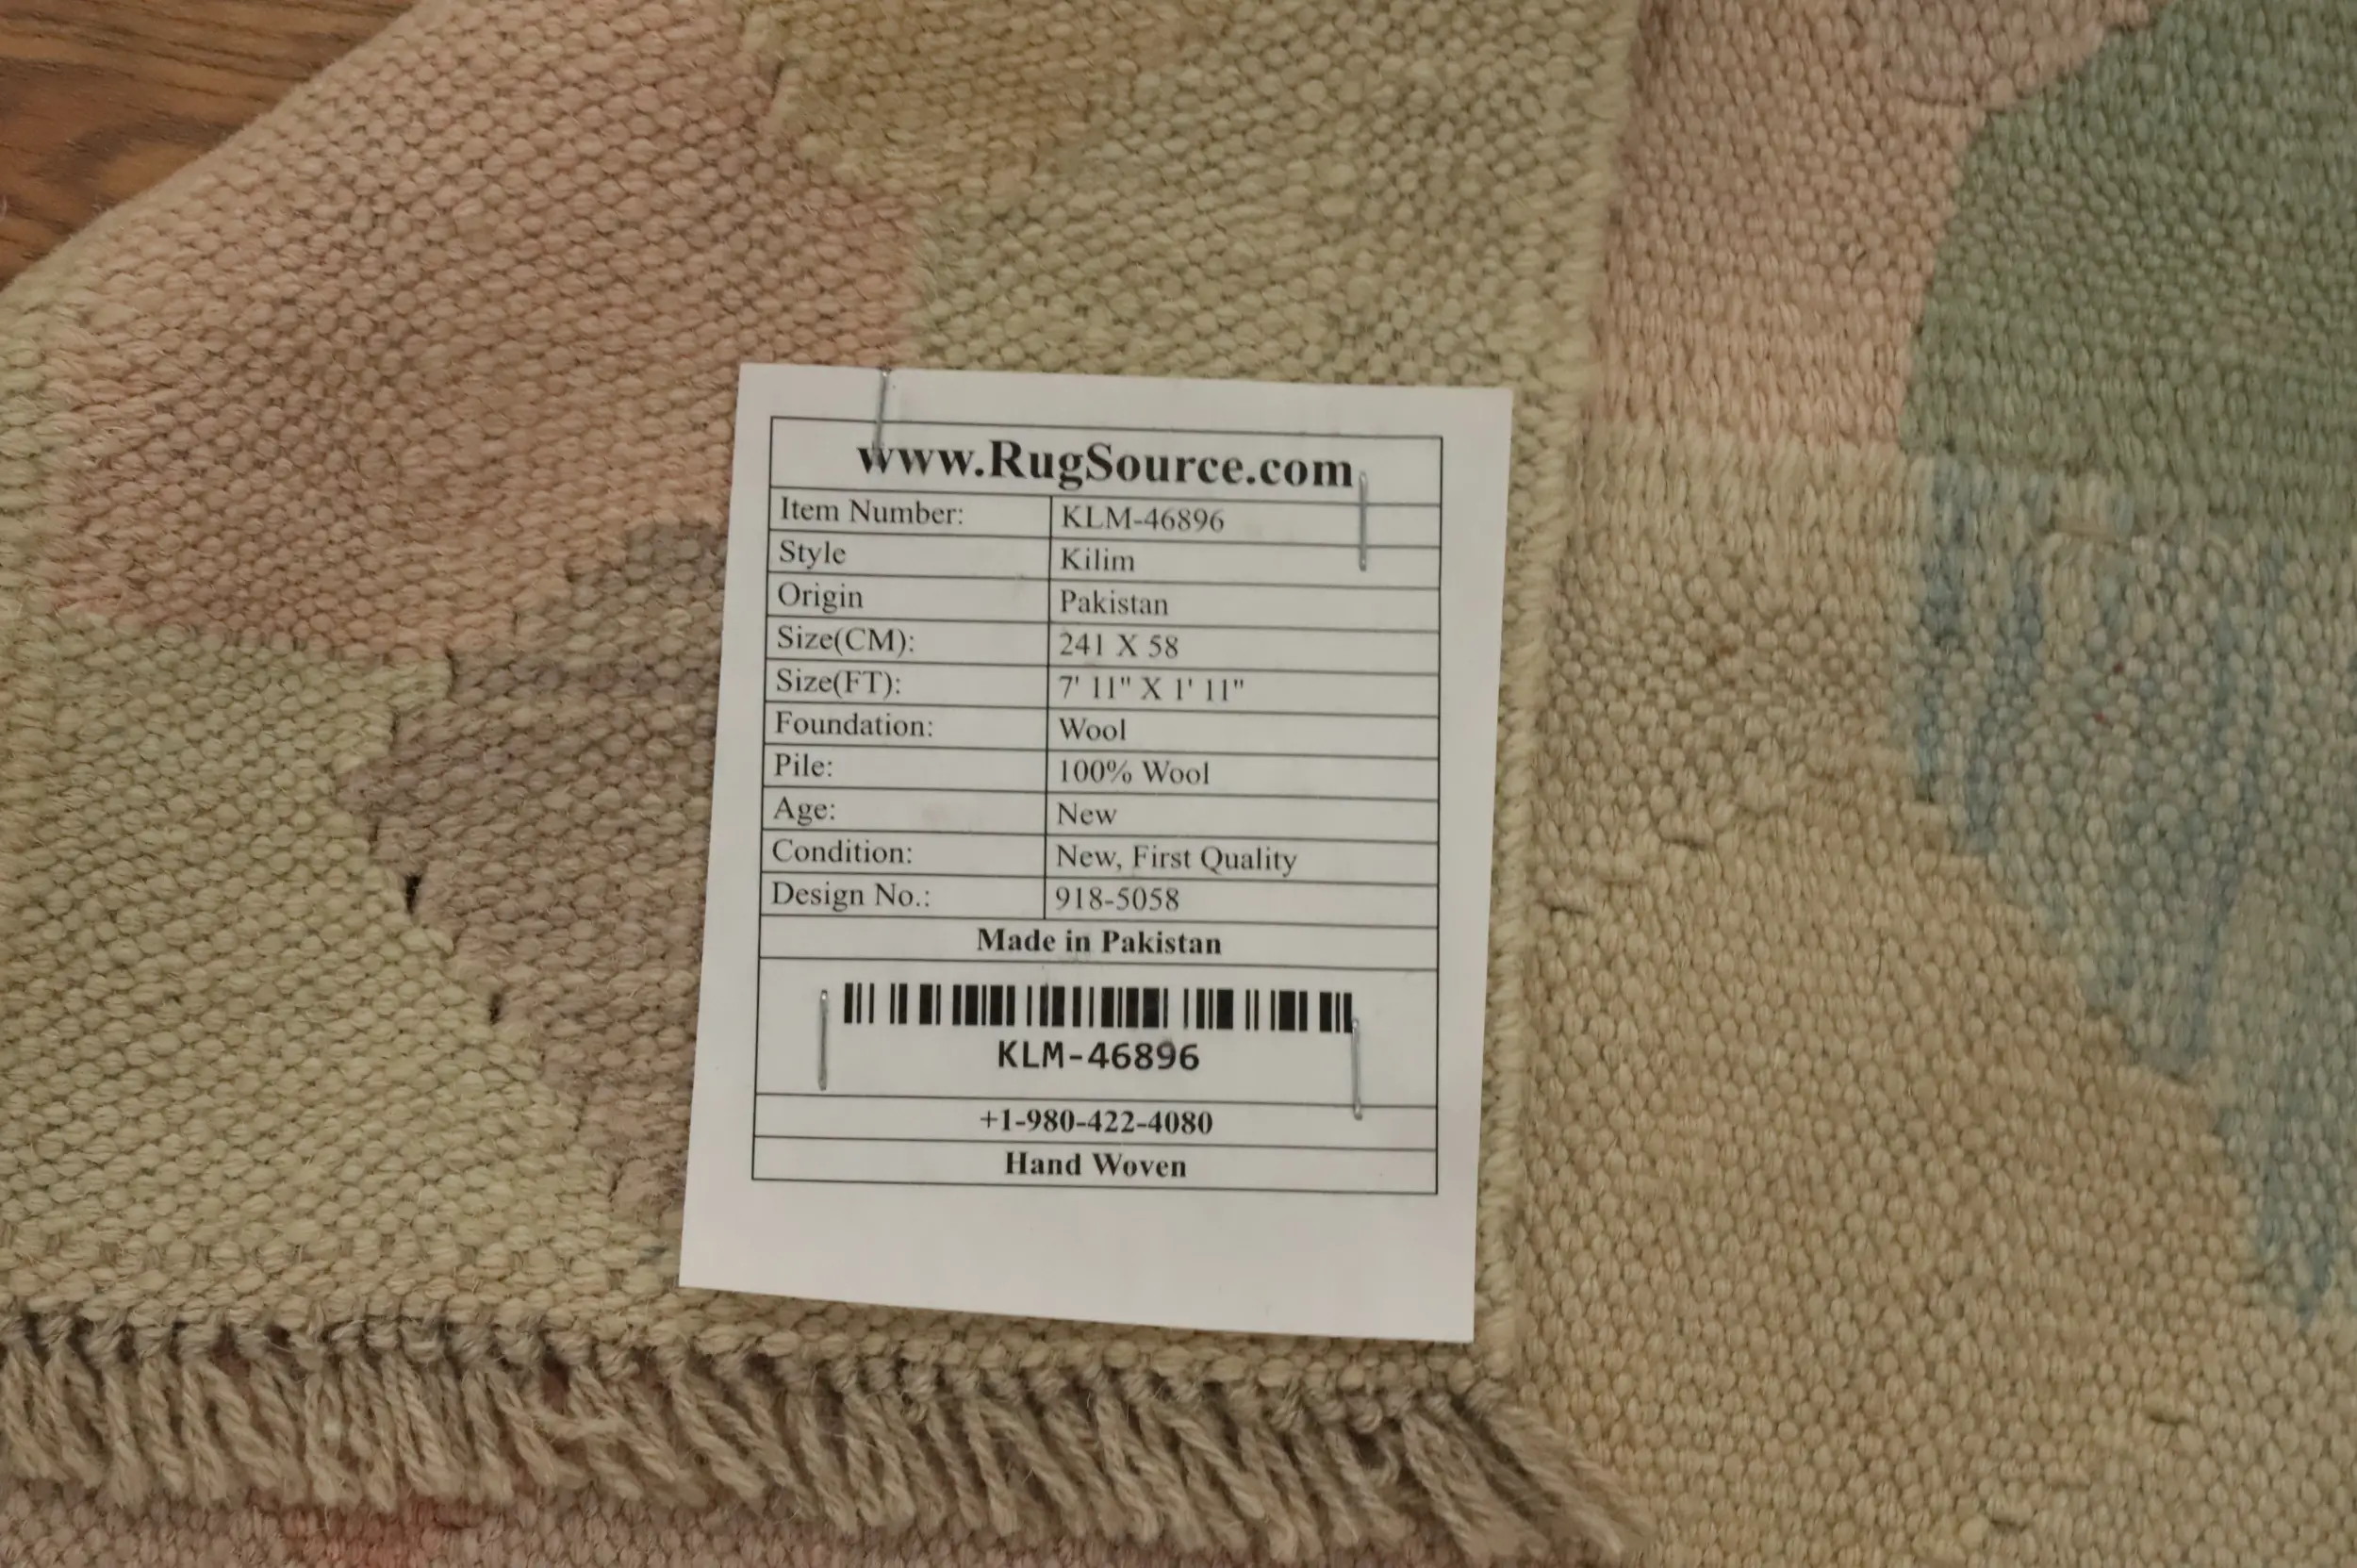 www.RugSource.com
Item Number: KLM-46896
Style Kilim
Origin Pakistan
Size(CM): 241 X 58
Size(FT): 7' 11" X 1' 11"
Foundation: Wool
Pile: 100% Wool
Age: New
Condition: New, First Quality
Design No.: 918-5058
Made in Pakistan
KLM-46896
+1-980-422-4080
Hand Woven